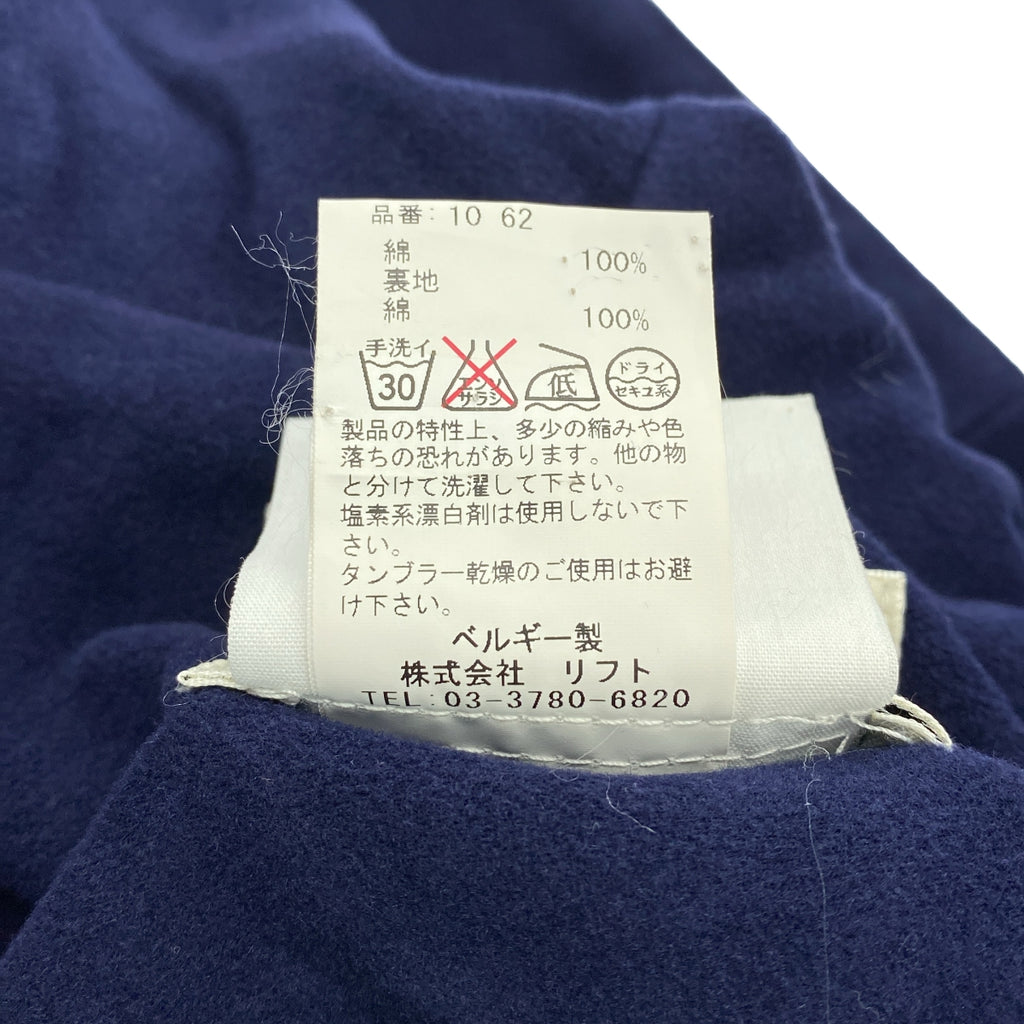 品番: 10 62
綿 100%
裏地
綿 100%
手洗イ 30 エンソサラシ 低 ドライ セキユ系
製品の特性上、多少の縮みや色
落ちの恐れがあります。他の物
と分けて洗濯して下さい。
塩素系漂白剤は使用しないで下
さい。
タンブラー乾燥のご使用はお避
け下さい。
ベルギー製
株式会社 リフト
TEL:03-3780-6820